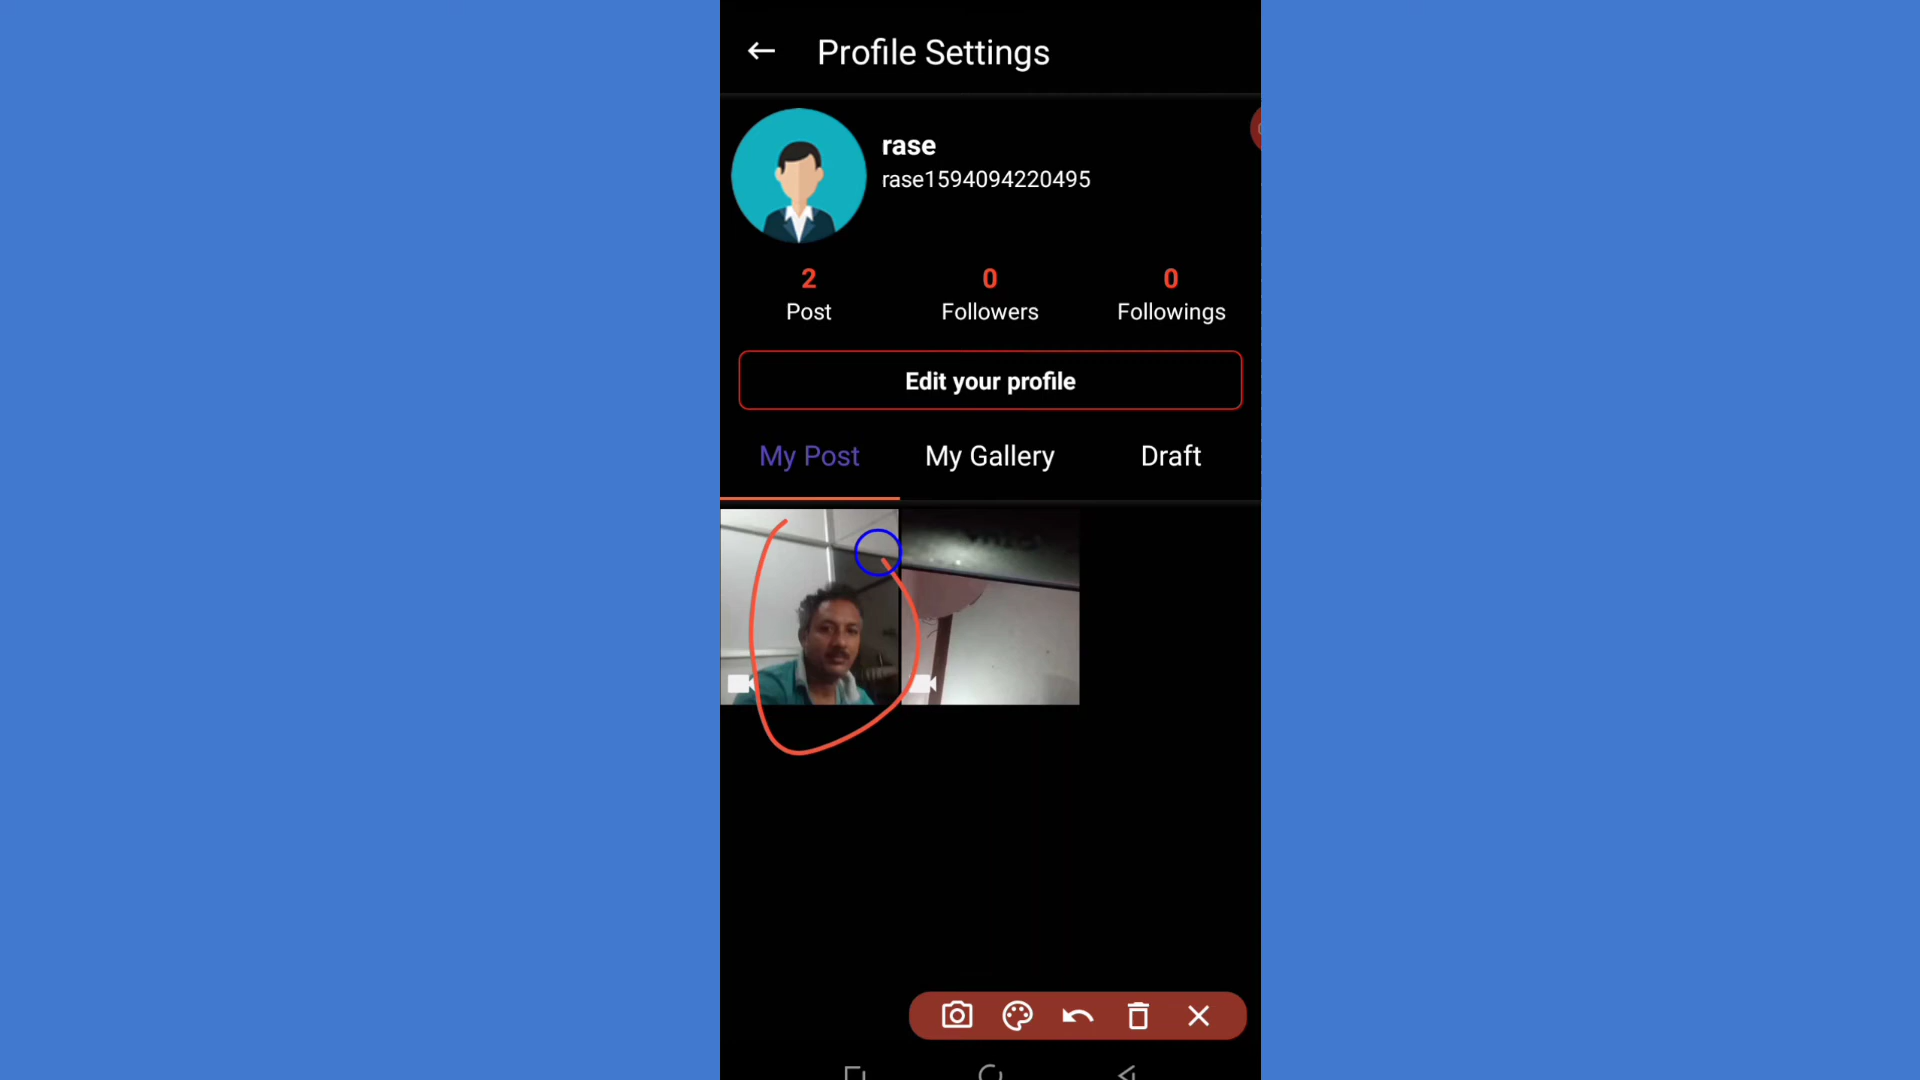 Profile Settings
rase
rase1594094220495
2 0 0
Post Followers Followings
Edit your profile
My Post My Gallery Draft